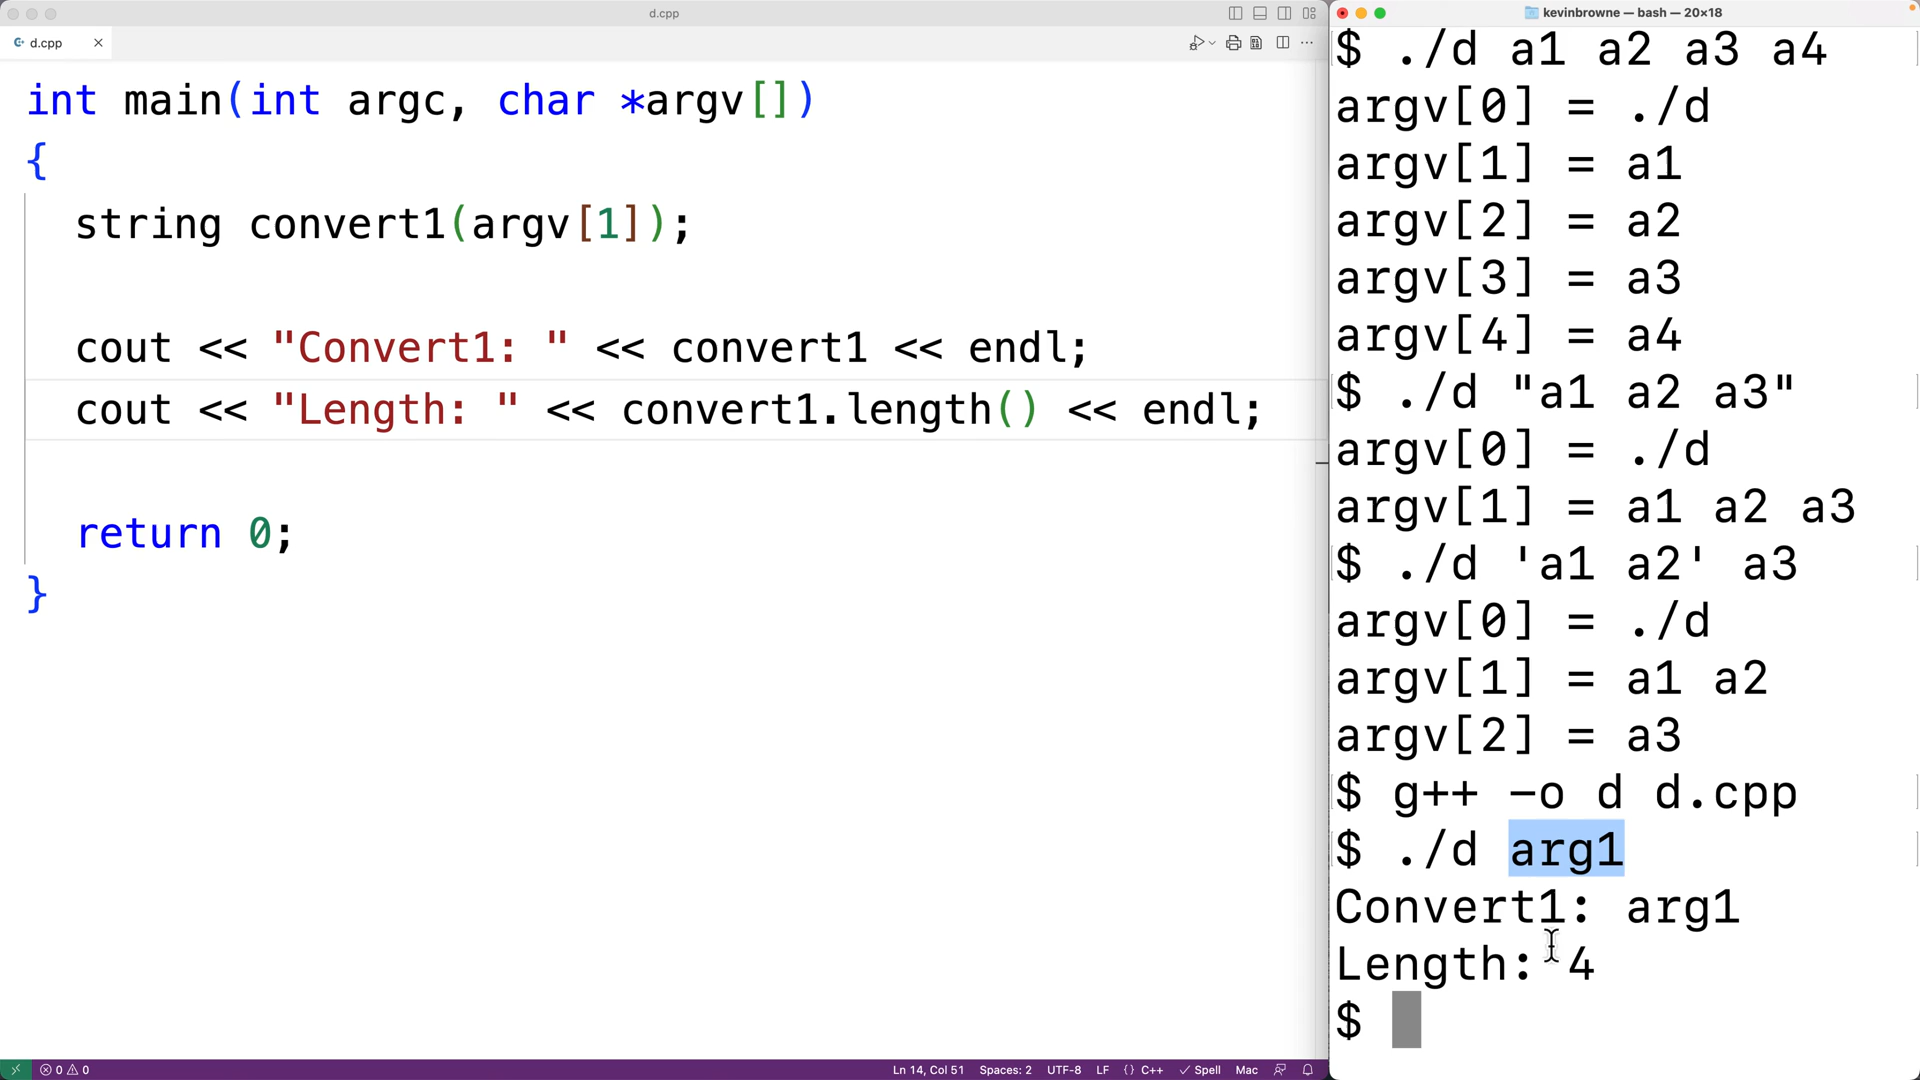 d.cpp
d.cpp
int main(int argc, char *argv[])
{
string convert1(argv[1]);
cout << "Convert1: " << convert1 << endl;
cout << "Length: " << convert1.length() << endl;
return 0;
}
0 0
Ln 14, Col 51 Spaces: 2 UTF-8 LF {} C++ Spell Mac
kevinbrowne — bash — 20×18
$ ./d a1 a2 a3 a4
argv[0] = ./d
argv[1] = a1
argv[2] = a2
argv[3] = a3
argv[4] = a4
$ ./d "a1 a2 a3"
argv[0] = ./d
argv[1] = a1 a2 a3
$ ./d 'a1 a2' a3
argv[0] = ./d
argv[1] = a1 a2
argv[2] = a3
$ g++ -o d d.cpp
$ ./d arg1
Convert1: arg1
Length: 4
$